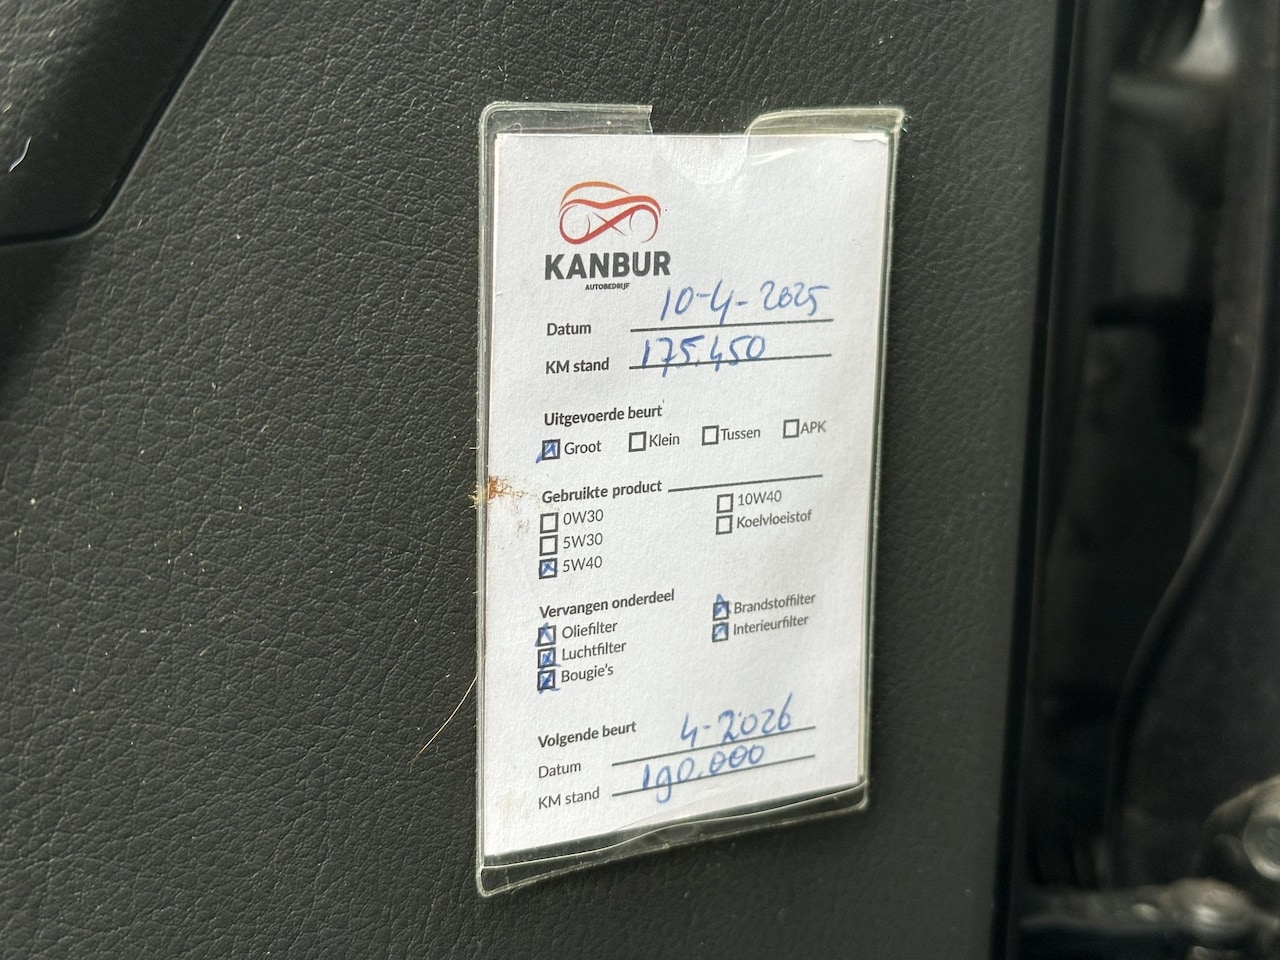 KANBUR
AUTOBEDRIJF
Datum 10-4-2025
KM stand 175.450
Uitgevoerde beurt
Groot Klein Tussen APK
Gebruikte product
0W30 10W40
5W30 Koelvloeistof
5W40
Vervangen onderdeel
Oliefilter Brandstoffilter
Luchtfilter Interieurfilter
Bougie's
Volgende beurt
Datum 4-2026
KM stand 190.000